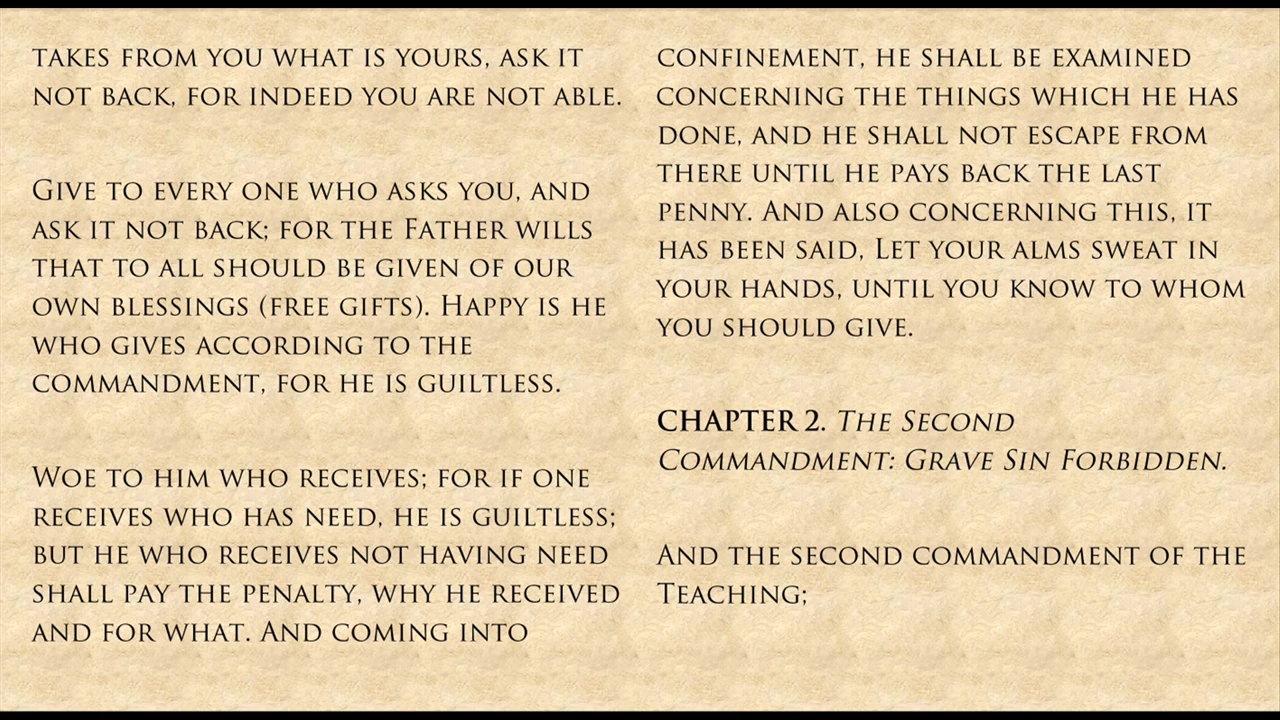 TAKES FROM YOU WHAT IS YOURS, ASK IT
NOT BACK, FOR INDEED YOU ARE NOT ABLE.
GIVE TO EVERY ONE WHO ASKS YOU, AND
ASK IT NOT BACK; FOR THE FATHER WILLS
THAT TO ALL SHOULD BE GIVEN OF OUR
OWN BLESSINGS (FREE GIFTS). HAPPY IS HE
WHO GIVES ACCORDING TO THE
COMMANDMENT, FOR HE IS GUILTLESS.
WOE TO HIM WHO RECEIVES; FOR IF ONE
RECEIVES WHO HAS NEED, HE IS GUILTLESS;
BUT HE WHO RECEIVES NOT HAVING NEED
SHALL PAY THE PENALTY, WHY HE RECEIVED
AND FOR WHAT. AND COMING INTO
CONFINEMENT, HE SHALL BE EXAMINED
CONCERNING THE THINGS WHICH HE HAS
DONE, AND HE SHALL NOT ESCAPE FROM
THERE UNTIL HE PAYS BACK THE LAST
PENNY. AND ALSO CONCERNING THIS, IT
HAS BEEN SAID, LET YOUR ALMS SWEAT IN
YOUR HANDS, UNTIL YOU KNOW TO WHOM
YOU SHOULD GIVE.
CHAPTER 2. THE SECOND
COMMANDMENT: GRAVE SIN FORBIDDEN.
AND THE SECOND COMMANDMENT OF THE
TEACHING;